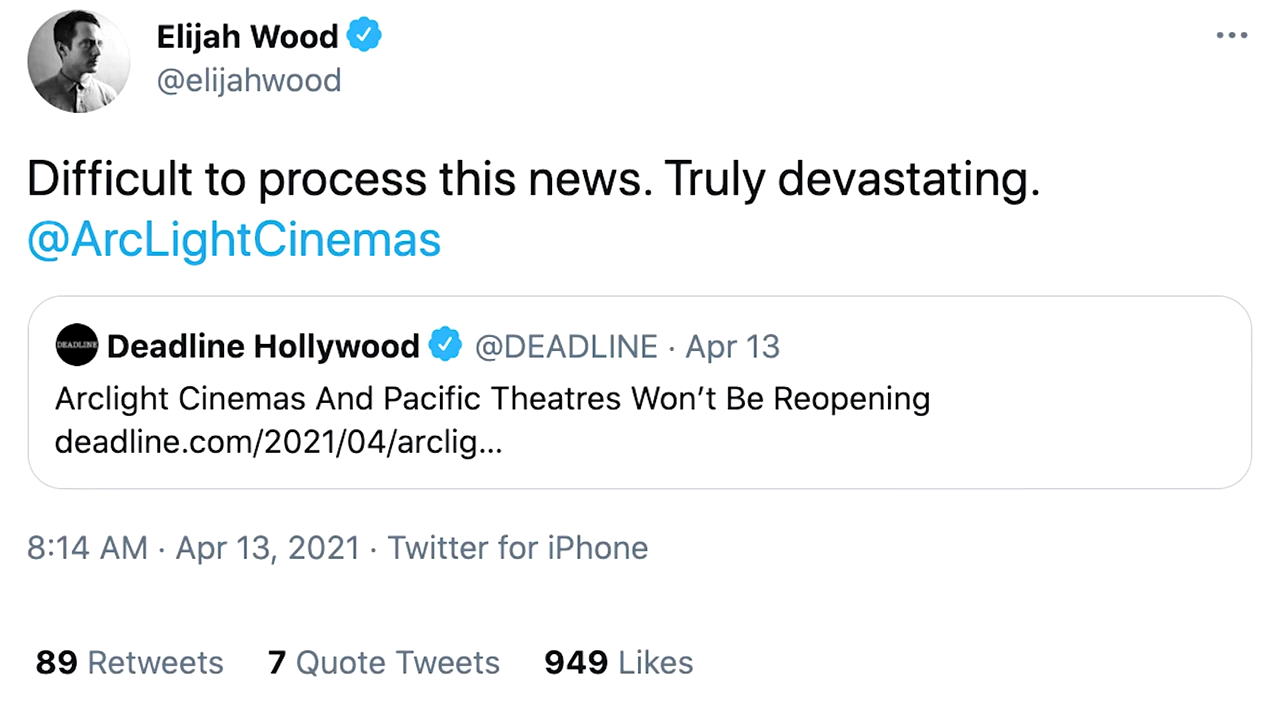 Elijah Wood
@elijahwood
Difficult to process this news. Truly devastating.
@ArcLightCinemas
DEADLINE Deadline Hollywood @DEADLINE · Apr 13
Arclight Cinemas And Pacific Theatres Won’t Be Reopening
deadline.com/2021/04/arclig...
8:14 AM · Apr 13, 2021 · Twitter for iPhone
89 Retweets 7 Quote Tweets 949 Likes